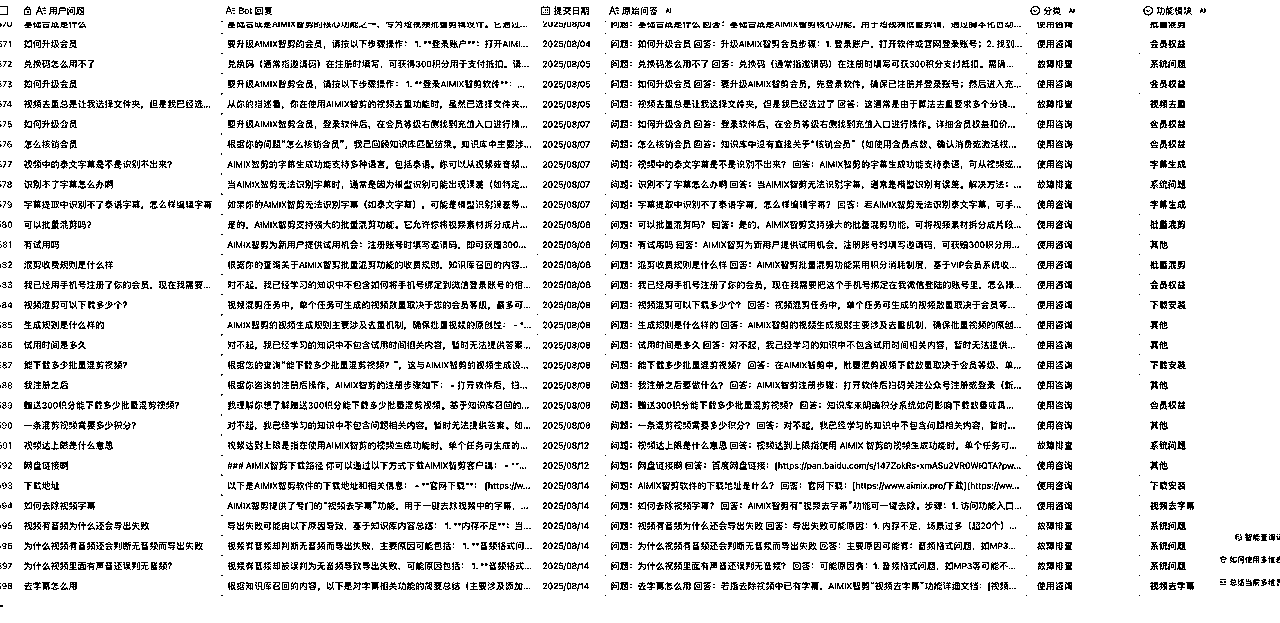 用户问题 Bot 回复 提交日期 原始问答 分类 功能模块
571 如何升级会员 要升级AIMIX智剪的会员，请按以下步骤操作： 1. **登录账户**：打开AIMI... 2025/08/04 问题：如何升级会员 回答：升级AIMIX智剪会员步骤：1. 登录账户，打开软件或官网登录账号；2. 找到... 使用咨询 会员权益
572 兑换码怎么用不了 兑换码（通常指邀请码）在注册时填写，可获得300积分用于支付抵扣。请... 2025/08/05 问题：兑换码怎么用不了 回答：兑换码（通常指邀请码）在注册时填写可获300积分支付抵扣。需确... 故障排查 系统问题
573 如何升级会员 要升级AIMIX智剪会员，请按以下步骤操作： 1. **登录AIMIX智剪软件**：... 2025/08/05 问题：如何升级会员 回答：要升级AIMIX智剪会员，先登录软件，确保已注册并登录账号；然后进入充... 使用咨询 会员权益
574 视频去重总是让我选择文件夹，但是我已经选... 从你的描述看，你在使用AIMIX智剪的视频去重功能时，虽然已选择文件夹... 2025/08/05 问题：视频去重总是让我选择文件夹，但是我已经选过了 回答：这通常是由于算法去重要求多个分镜... 故障排查 视频去重
575 如何升级会员 要升级AIMIX智剪会员，登录软件后，在会员等级右侧找到充值入口进行操... 2025/08/07 问题：如何升级会员 回答：登录软件后，在会员等级右侧找到充值入口进行操作。详细会员权益和价... 使用咨询 会员权益
576 怎么核销会员 根据你的问题“怎么核销会员”，我已回顾知识库匹配结果。知识库中主要涉... 2025/08/07 问题：怎么核销会员 回答：知识库中没有直接关于“核销会员”（如使用会员点数、确认消费或激活权... 使用咨询 会员权益
577 视频中的泰文字幕是不是识别不出来？ AIMIX智剪的字幕生成功能支持多种语言，包括泰语。你可以从视频或音频... 2025/08/07 问题：视频中的泰文字幕是不是识别不出来？ 回答：AIMIX智剪的字幕生成功能支持泰语，可从视频或... 使用咨询 字幕生成
578 识别不了字幕怎么办啊 当AIMIX智剪无法识别字幕时，通常是因为模型识别可能出现误差（如特定... 2025/08/07 问题：识别不了字幕怎么办啊 回答：当AIMIX智剪无法识别字幕，通常是模型识别有误差。解决方法：... 故障排查 系统问题
579 字幕提取中识别不了泰语字幕，怎么样编辑字幕 如果你的AIMIX智剪无法识别字幕（如泰文字幕），可能是模型识别误差等... 2025/08/07 问题：字幕提取中识别不了泰语字幕，怎么样编辑字幕？ 回答：若AIMIX智剪无法识别泰文字幕，可手... 使用咨询 字幕生成
580 可以批量混剪吗？ 是的，AIMIX智剪支持强大的批量混剪功能。它允许你将视频素材拆分成片... 2025/08/08 问题：可以批量混剪吗？ 回答：是的，AIMIX智剪支持强大的批量混剪功能，可将视频素材拆分成片段... 使用咨询 批量混剪
581 有试用吗 AIMIX智剪为新用户提供试用机会：注册账号时填写邀请码，即可获赠300... 2025/08/08 问题：有试用吗 回答：AIMIX智剪为新用户提供试用机会，注册账号时填写邀请码，可获赠300积分用... 使用咨询 其他
582 混剪收费规则是什么样 根据你的查询关于AIMIX智剪批量混剪功能的收费规则，知识库召回的内容... 2025/08/08 问题：混剪收费规则是什么样 回答：AIMIX智剪批量混剪功能采用积分消耗制度，基于VIP会员系统收... 使用咨询 批量混剪
583 我已经用手机号注册了你的会员，现在我需要... 对不起，我已经学习的知识中不包含如何将手机号绑定到微信登录账号的相... 2025/08/08 问题：我已经用手机号注册了你的会员，现在我需要把这个手机号绑定在我微信登陆的账号里，怎么操... 使用咨询 会员权益
584 视频混剪可以下载多少个？ 视频混剪任务中，单个任务可生成的视频数量取决于您的会员等级，最多可... 2025/08/08 问题：视频混剪可以下载多少个？ 回答：视频混剪任务中，单个任务可生成的视频数量取决于会员等... 使用咨询 下载安装
585 生成规则是什么样的 AIMIX智剪的视频生成规则主要涉及去重机制，确保批量视频的原创性： - *... 2025/08/08 问题：生成规则是什么样的 回答：AIMIX智剪的视频生成规则主要涉及去重机制，确保批量视频的原创... 使用咨询 其他
586 试用时间是多久 对不起，我已经学习的知识中不包含试用时间相关内容，暂时无法提供答案... 2025/08/08 问题：试用时间是多久 回答：对不起，我已经学习的知识中不包含试用时间相关内容，暂时无法提供... 使用咨询 其他
587 能下载多少批量混剪视频？ 根据您的查询“能下载多少批量混剪视频？”，这与AIMIX智剪的视频生成设... 2025/08/08 问题：能下载多少批量混剪视频？ 回答：在AIMIX智剪中，批量混剪视频下载数量取决于会员等级，单... 使用咨询 下载安装
588 我注册之后 根据你咨询的注册后操作，AIMIX智剪的注册步骤如下： - 打开软件后，扫... 2025/08/08 问题：我注册之后要做什么？ 回答：AIMIX智剪注册步骤：打开软件后扫码关注公众号注册或登录（新... 使用咨询 其他
589 赠送300积分能下载多少批量混剪视频？ 我理解你想了解赠送300积分能下载多少批量混剪视频。基于知识库召回的... 2025/08/08 问题：赠送300积分能下载多少批量混剪视频？ 回答：知识库未明确积分系统如何影响下载数量或具... 使用咨询 会员权益
590 一条混剪视频需要多少积分？ 对不起，我已经学习的知识中不包含问题相关内容，暂时无法提供答案。如... 2025/08/08 问题：一条混剪视频需要多少积分？ 回答：对不起，我已经学习的知识中不包含问题相关内容，暂时... 使用咨询 批量混剪
591 视频达上限是什么意思 视频达到上限是指在使用AIMIX智剪的视频生成功能时，单个任务可生成的... 2025/08/12 问题：视频达上限是什么意思 回答：视频达到上限指使用 AIMIX 智剪的视频生成功能时，单个任务可... 故障排查 系统问题
592 网盘链接啊 ### AIMIX智剪下载路径 你可以通过以下方式下载AIMIX智剪客户端： - **... 2025/08/12 问题：网盘链接啊 回答：百度网盘链接：[https://pan.baidu.com/s/147ZokRs-xmASu2VR0WIQTA?pw... 使用咨询 其他
593 下载地址 以下是AIMIX智剪软件的下载地址和相关信息： - **官网下载**： [https://w... 2025/08/13 问题：AIMIX智剪软件的下载地址是什么？ 回答：官网下载：[https://www.aimix.pro/下载](https://ww... 使用咨询 下载安装
594 如何去除视频字幕 AIMIX智剪提供了专门的“视频去字幕”功能，用于一键去除视频中的字幕，... 2025/08/14 问题：如何去除视频字幕？ 回答：AIMIX智剪有“视频去字幕”功能可一键去除。步骤：1. 访问功能入口... 使用咨询 视频去字幕
595 视频有音频为什么还会导出失败 导出失败可能由以下原因导致，基于知识库内容总结： 1. **内存不足**：当... 2025/08/14 问题：视频有音频为什么还会导出失败 回答：导出失败可能原因：1. 内存不足，场景过多（超20个）... 故障排查 系统问题
596 为什么视频有音频还会判断无音频而导出失败 视频有音频却判断无音频而导出失败，主要原因可能包括： 1. **音频格式问... 2025/08/14 问题：为什么视频有音频还会判断无音频而导出失败 回答：主要原因可能有：音频格式问题，如MP3... 故障排查 系统问题
597 为什么视频里面有声音还误判无音频？ 视频有音频却被误判为无音频导致导出失败，可能原因包括： 1. **音频格式... 2025/08/14 问题：为什么视频里面有声音还误判无音频？ 回答：可能原因有：1. 音频格式问题，如MP3等可能不... 故障排查 系统问题
598 去字幕怎么用 根据知识库召回的内容，以下是对字幕相关功能的简要总结（主要涉及添加... 2025/08/14 问题：去字幕怎么用 回答：若指去除视频中已有字幕，AIMIX智剪“视频去字幕”功能详细文档：[视频... 使用咨询 视频去字幕
智能查询
如何使用多维表
总结当前多维